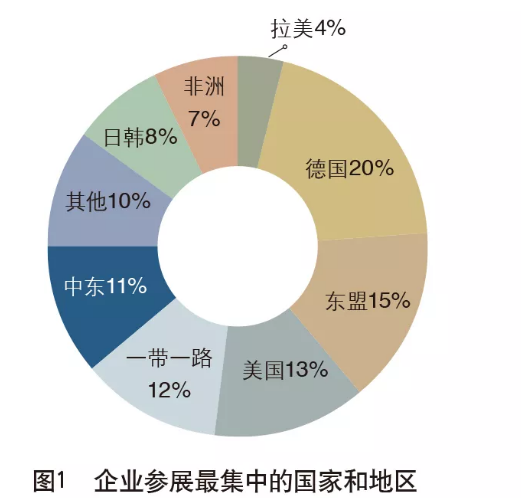 拉美4%
德国20%
东盟15%
美国13%
一带一路
12%
中东11%
其他10%
日韩8%
非洲
7%
图1 企业参展最集中的国家和地区